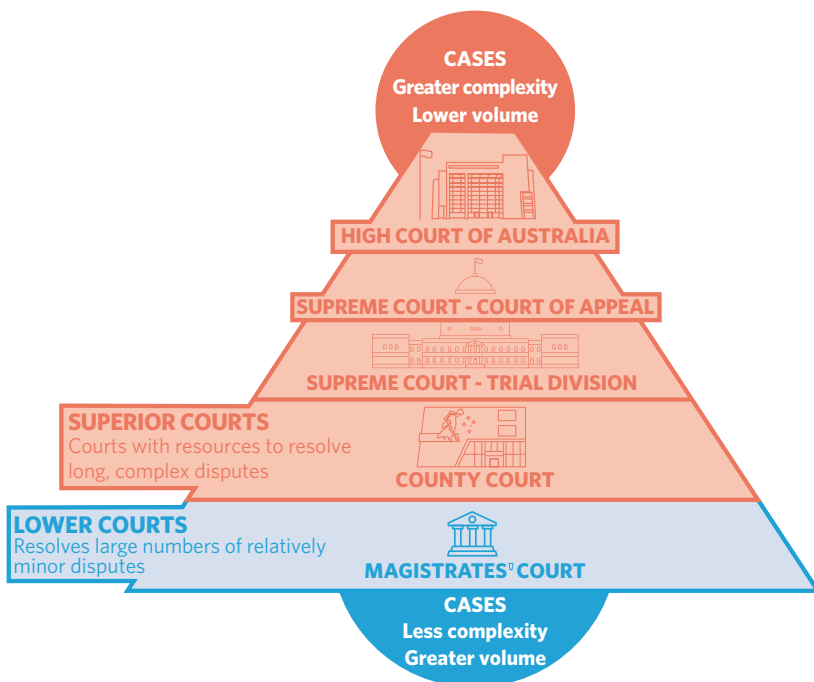 CASES
Greater complexity
Lower volume
HIGH COURT OF AUSTRALIA
SUPREME COURT - COURT OF APPEAL
SUPREME COURT - TRIAL DIVISION
SUPERIOR COURTS
Courts with resources to resolve
long, complex disputes
COUNTY COURT
LOWER COURTS
Resolves large numbers of relatively
minor disputes
MAGISTRATES' COURT
CASES
Less complexity
Greater volume